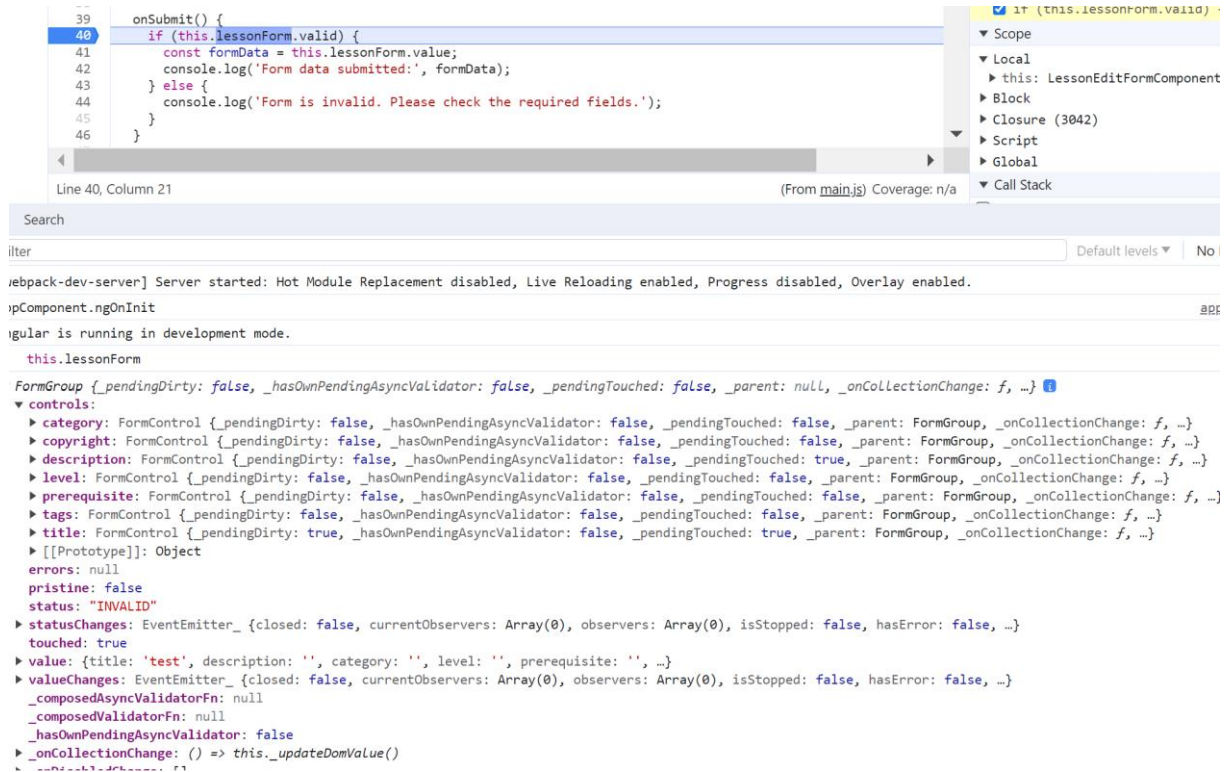 39 onSubmit() {
40 if (this.lessonForm.valid) {
41 const formData = this.lessonForm.value;
42 console.log('Form data submitted:', formData);
43 } else {
44 console.log('Form is invalid. Please check the required fields.');
45 }
46 }
Line 40, Column 21 (From main.js) Coverage: n/a
if (this.lessonForm.valid)
▼ Scope
▼ Local
▶ this: LessonEditFormComponent
▶ Block
▶ Closure (3042)
▶ Script
▶ Global
▼ Call Stack
Search
ilter Default levels ▼ No
webpack-dev-server] Server started: Hot Module Replacement disabled, Live Reloading enabled, Progress disabled, Overlay enabled.
ppComponent.ngOnInit app
ngular is running in development mode.
this.lessonForm
FormGroup {_pendingDirty: false, _hasOwnPendingAsyncValidator: false, _pendingTouched: false, _parent: null, _onCollectionChange: ƒ, …}
▼ controls:
▶ category: FormControl {_pendingDirty: false, _hasOwnPendingAsyncValidator: false, _pendingTouched: false, _parent: FormGroup, _onCollectionChange: ƒ, …}
▶ copyright: FormControl {_pendingDirty: false, _hasOwnPendingAsyncValidator: false, _pendingTouched: false, _parent: FormGroup, _onCollectionChange: ƒ, …}
▶ description: FormControl {_pendingDirty: false, _hasOwnPendingAsyncValidator: false, _pendingTouched: true, _parent: FormGroup, _onCollectionChange: ƒ, …}
▶ level: FormControl {_pendingDirty: false, _hasOwnPendingAsyncValidator: false, _pendingTouched: false, _parent: FormGroup, _onCollectionChange: ƒ, …}
▶ prerequisite: FormControl {_pendingDirty: false, _hasOwnPendingAsyncValidator: false, _pendingTouched: false, _parent: FormGroup, _onCollectionChange: ƒ, …}
▶ tags: FormControl {_pendingDirty: false, _hasOwnPendingAsyncValidator: false, _pendingTouched: false, _parent: FormGroup, _onCollectionChange: ƒ, …}
▶ title: FormControl {_pendingDirty: true, _hasOwnPendingAsyncValidator: false, _pendingTouched: true, _parent: FormGroup, _onCollectionChange: ƒ, …}
▶ [[Prototype]]: Object
errors: null
pristine: false
status: "INVALID"
▶ statusChanges: EventEmitter_ {closed: false, currentObservers: Array(0), observers: Array(0), isStopped: false, hasError: false, …}
touched: true
▶ value: {title: 'test', description: '', category: '', level: '', prerequisite: '', …}
▶ valueChanges: EventEmitter_ {closed: false, currentObservers: Array(0), observers: Array(0), isStopped: false, hasError: false, …}
_composedAsyncValidatorFn: null
_composedValidatorFn: null
_hasOwnPendingAsyncValidator: false
▶ _onCollectionChange: () => this._updateDomValue()